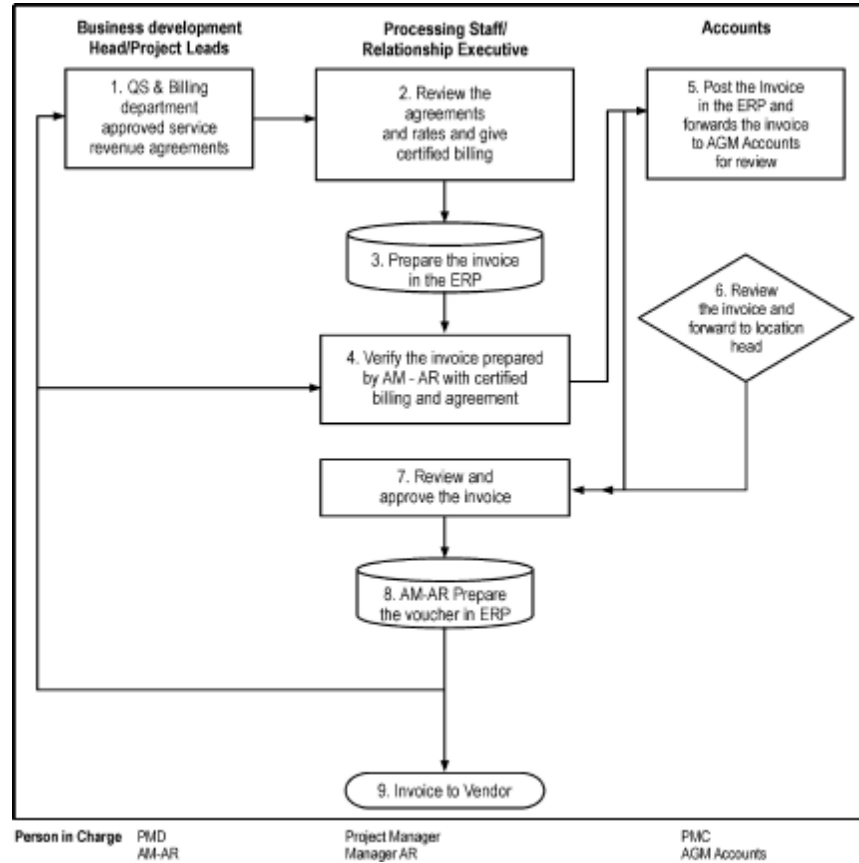 Business development
Head/Project Leads
Processing Staff/
Relationship Executive
Accounts
1. QS & Billing
department
approved service
revenue agreements
2. Review the
agreements
and rates and give
certified billing
5. Post the Invoice
in the ERP and
forwards the invoice
to AGM Accounts
for review
3. Prepare the invoice
in the ERP
6. Review
the invoice and
forward to location
head
4. Verify the invoice prepared
by AM - AR with certified
billing and agreement
7. Review and
approve the invoice
8. AM-AR Prepare
the voucher in ERP
9. Invoice to Vendor
Person in Charge PMD Project Manager PMC
AM-AR Manager AR AGM Accounts